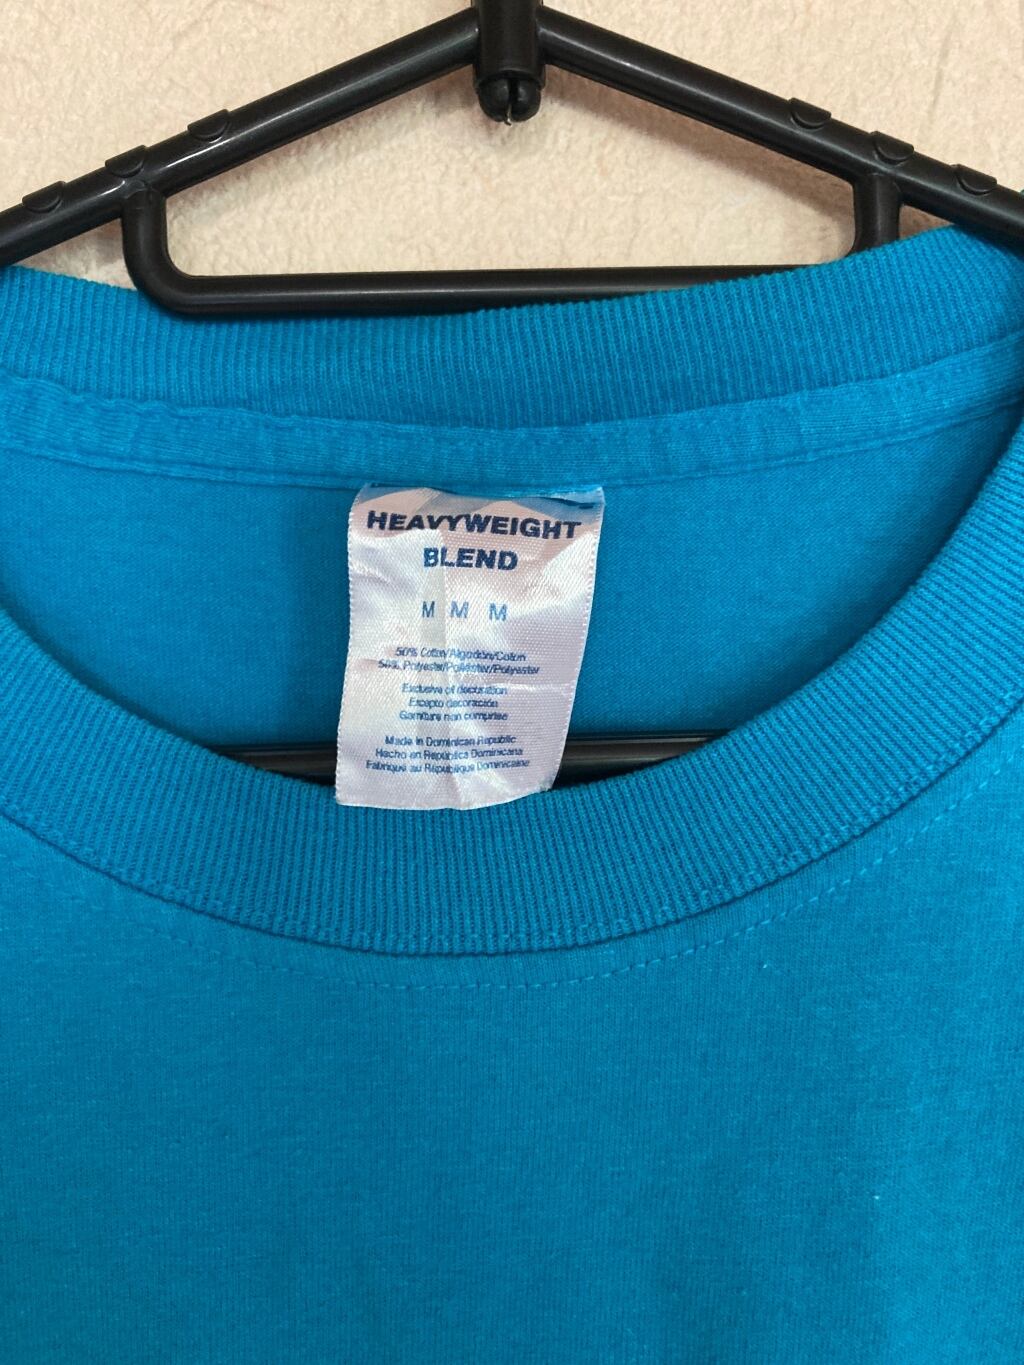 HEAVYWEIGHT
BLEND
M M M
50% Cotton/Algodón/Coton
50% Polyester/Poliéster/Polyester
Exclusive of decoration
Excepto decoración
Garniture non comprise
Made in Dominican Republic
Hecho en República Dominicana
Fabriqué au République Dominicaine